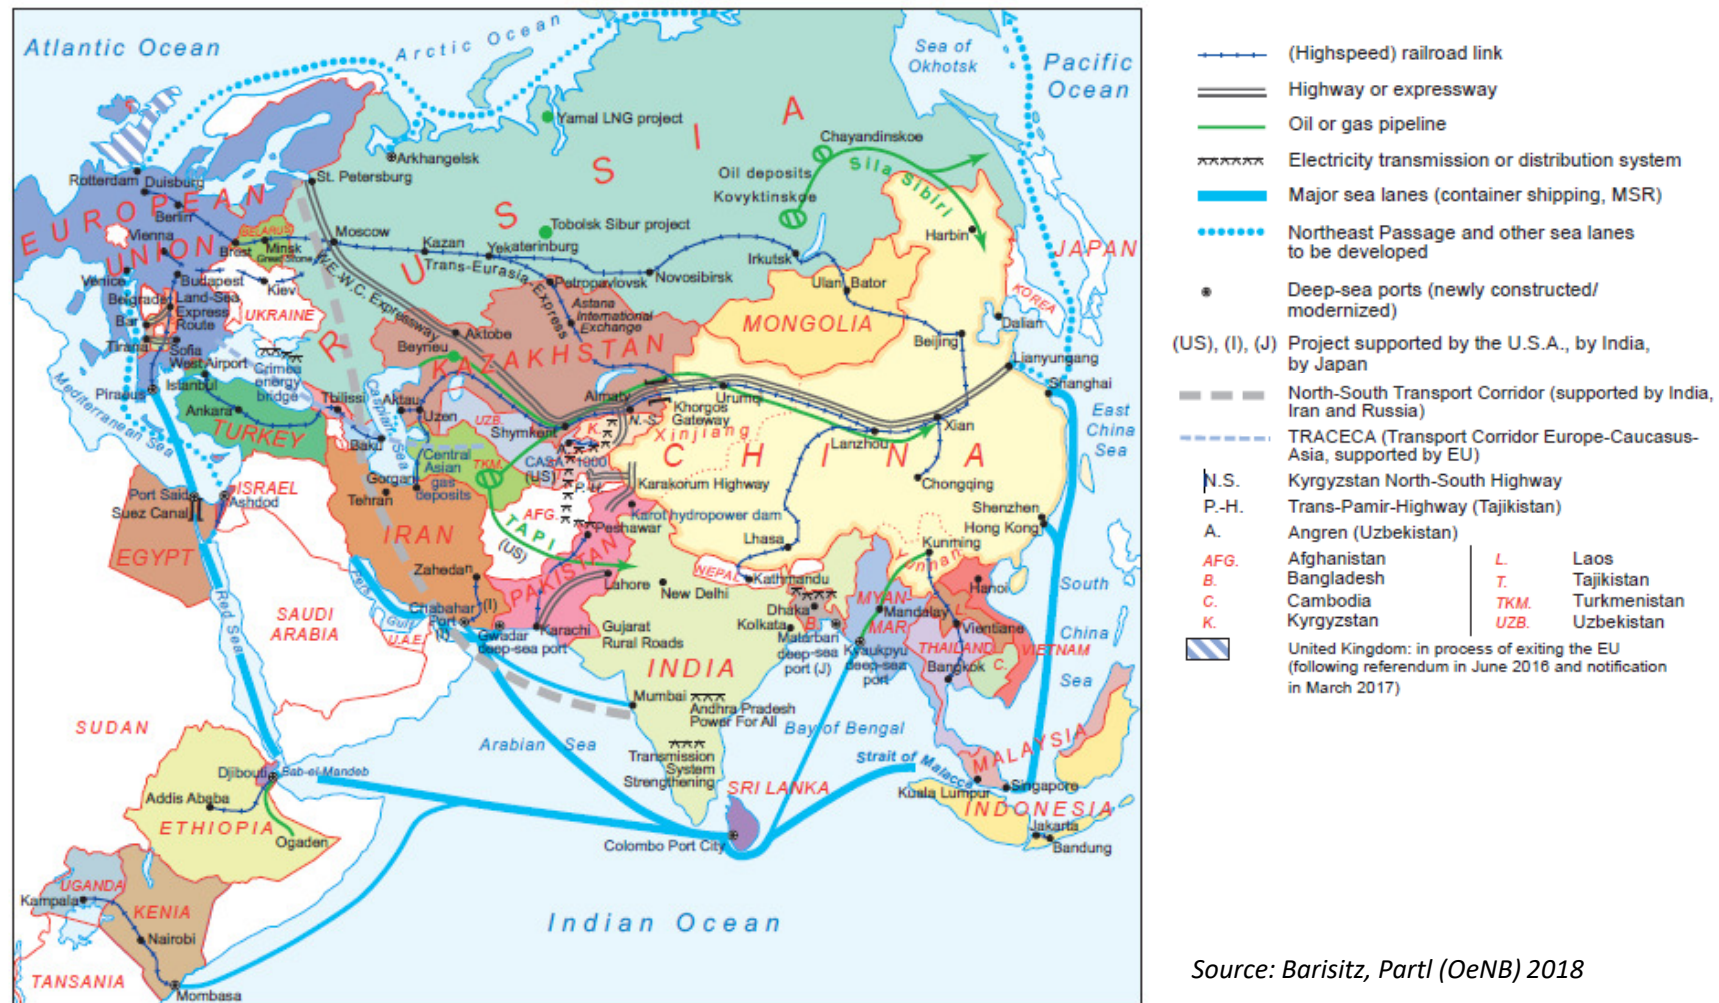 Atlantic Ocean
Arctic Ocean
Sea of
Okhotsk
Pacific
Ocean
Yamal LNG project
Chayandinskoe
Arkhangelsk
Oil deposits
Kovyktinskoe
Sila Sibiri
Rotterdam
Duisburg
St. Petersburg
Berlin
EUROPEAN
UNION
RUSSIA
Tobolsk Sibur project
Harbin
JAPAN
Vienna
BELARUS
Brest
Minsk
Great Stone
Moscow
Kazan
Yekaterinburg
Trans-Eurasia-Express
Novosibirsk
Irkutsk
Venice
Budapest
Kiev
W.E.-W.C. Expressway
Petropavlovsk
Ulan Bator
KOREA
Belgrade
Land-Sea
Express
Route
UKRAINE
Astana
International
Exchange
MONGOLIA
Dalian
Bar
Tirana
Sofia
Aktobe
Beyneu
KAZAKHSTAN
Beijing
Lianyungang
West Airport
Crimea
energy
bridge
Shanghai
Mediterranean Sea
Piraeus
Istanbul
Tbilissi
Caspian Sea
Aktau
Uzen
Almaty
Urumqi
Khorgos
Gateway
East
China
Sea
Ankara
TURKEY
Baku
UZB.
Shymkent
N.-S.
K.
A.
T.
Xinjiang
Lanzhou
Xian
Central
Asian
gas
deposits
TKM.
CASA 1000
(US)
P.-H.
CHINA
Gorgan
Tehran
Karakorum Highway
Chongqing
Port Said
Suez Canal
ISRAEL
Ashdod
IRAN
AFG.
TAPI
(US)
Karot hydropower dam
Peshawar
Shenzhen
Hong Kong
EGYPT
Lhasa
Kunming
Yunnan
Zahedan
PAKISTAN
Lahore
New Delhi
NEPAL
Kathmandu
Hanoi
South
China
Sea
Red Sea
SAUDI
ARABIA
Pers.
Gulf
U.A.E.
Chabahar
Port
(I)
(I)
Gwadar
deep-sea port
Karachi
Gujarat
Rural Roads
Dhaka
Kolkata
B.
Matarbari
deep-sea
port (J)
MYAN-
MAR
Mandalay
L.
Vientiane
Kyaukpyu
deep-sea
port
THAILAND
VIETNAM
C.
Bangkok
INDIA
Mumbai
Andhra Pradesh
Power For All
SUDAN
Arabian Sea
Bay of Bengal
Transmission
System
Strengthening
Strait of Malacca
MALAYSIA
Djibouti
Bab-el-Mandeb
SRI LANKA
Kuala Lumpur
Singapore
Addis Ababa
ETHIOPIA
Ogaden
INDONESIA
Jakarta
Bandung
Colombo Port City
UGANDA
Kampala
KENIA
Nairobi
Indian Ocean
TANSANIA
Mombasa
(Highspeed) railroad link
Highway or expressway
Oil or gas pipeline
Electricity transmission or distribution system
Major sea lanes (container shipping, MSR)
Northeast Passage and other sea lanes
to be developed
Deep-sea ports (newly constructed/
modernized)
(US), (I), (J) Project supported by the U.S.A., by India,
by Japan
North-South Transport Corridor (supported by India,
Iran and Russia)
TRACECA (Transport Corridor Europe-Caucasus-
Asia, supported by EU)
N.S. Kyrgyzstan North-South Highway
P.-H. Trans-Pamir-Highway (Tajikistan)
A. Angren (Uzbekistan)
AFG. Afghanistan
B. Bangladesh
C. Cambodia
K. Kyrgyzstan
L. Laos
T. Tajikistan
TKM. Turkmenistan
UZB. Uzbekistan
United Kingdom: in process of exiting the EU
(following referendum in June 2016 and notification
in March 2017)
Source: Barisitz, Partl (OeNB) 2018